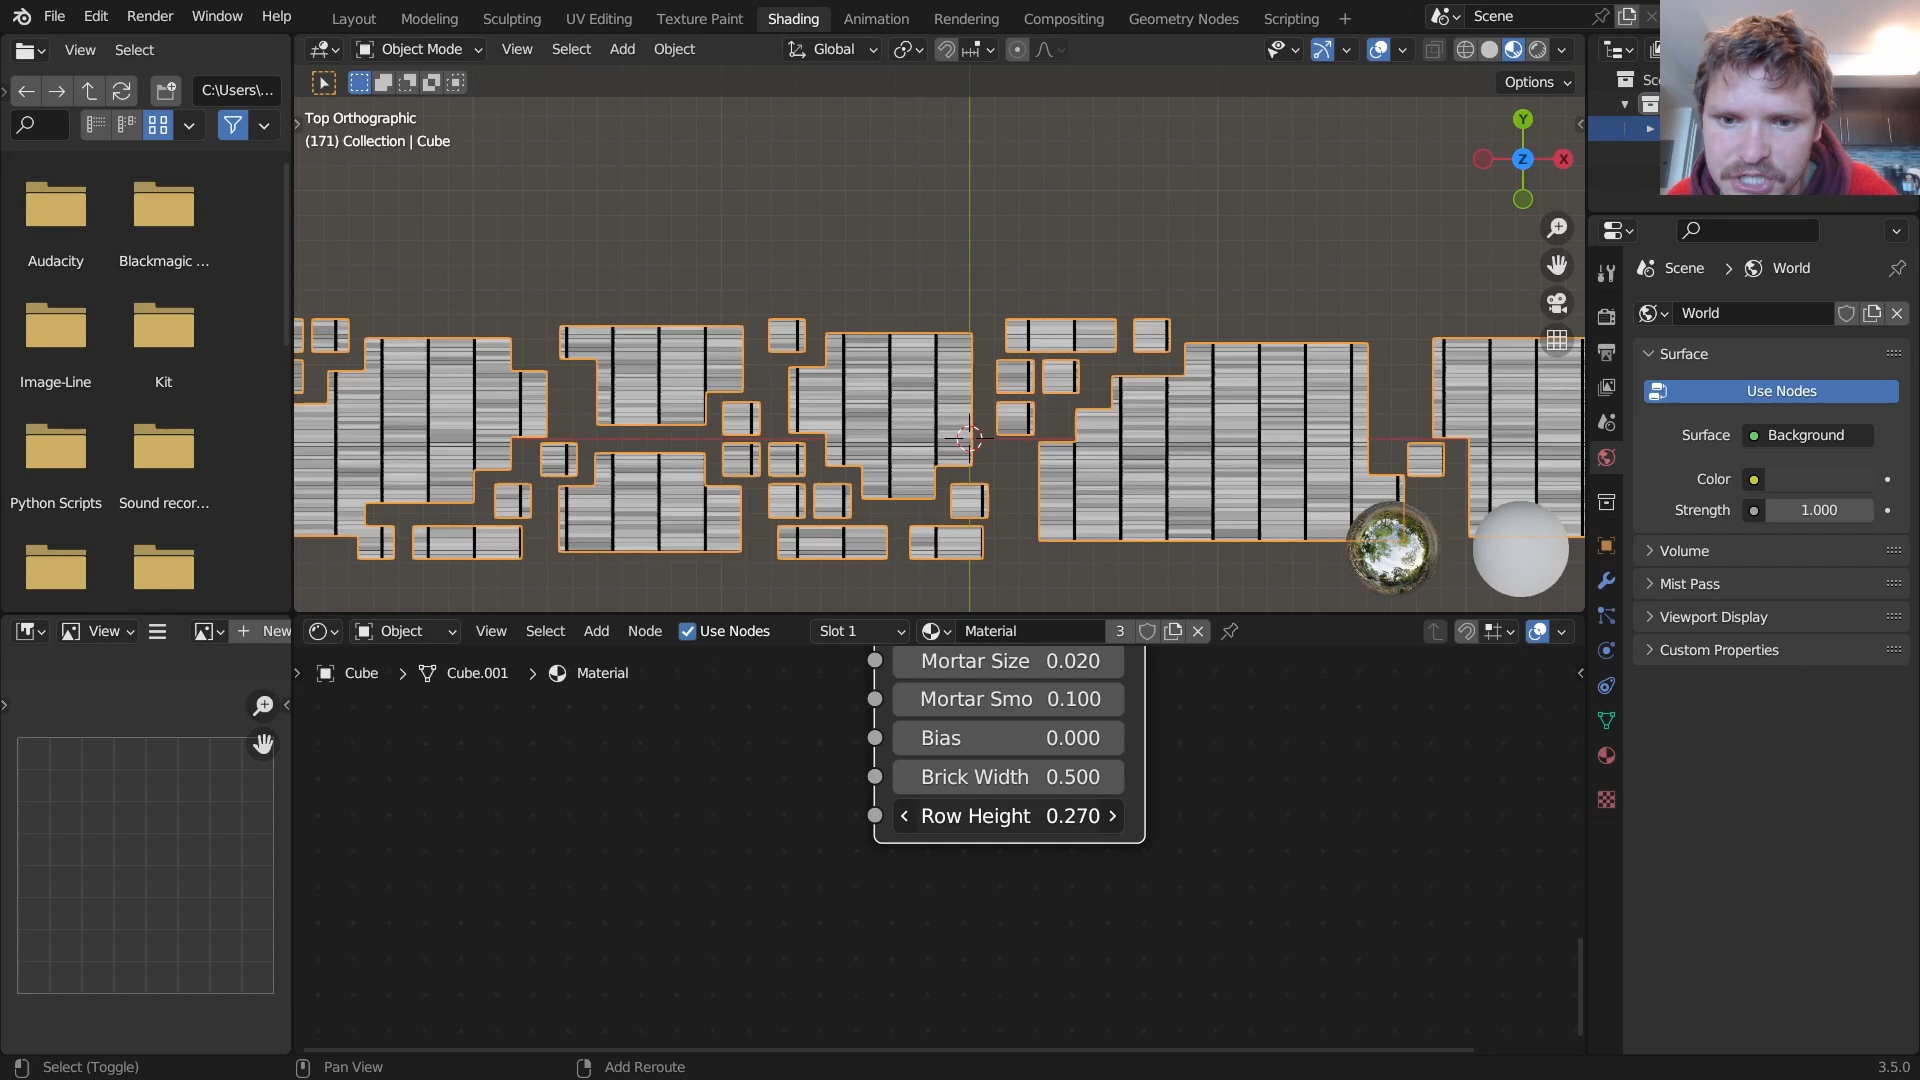 File Edit Render Window Help
Layout Modeling Sculpting UV Editing Texture Paint Shading Animation Rendering Compositing Geometry Nodes Scripting
Scene
View Select
Object Mode View Select Add Object
Global
C:\Users\...
Options
Top Orthographic
(171) Collection | Cube
Y
Z
X
Audacity
Blackmagic ...
Image-Line
Kit
Python Scripts
Sound recor...
Scene > World
World
Surface
Use Nodes
Surface Background
Color
Strength 1.000
Volume
Mist Pass
Viewport Display
Custom Properties
View
New
Object View Select Add Node Use Nodes
Slot 1
Material 3
Cube > Cube.001 > Material
Mortar Size 0.020
Mortar Smo 0.100
Bias 0.000
Brick Width 0.500
Row Height 0.270
Select (Toggle)
Pan View
Add Reroute
3.5.0